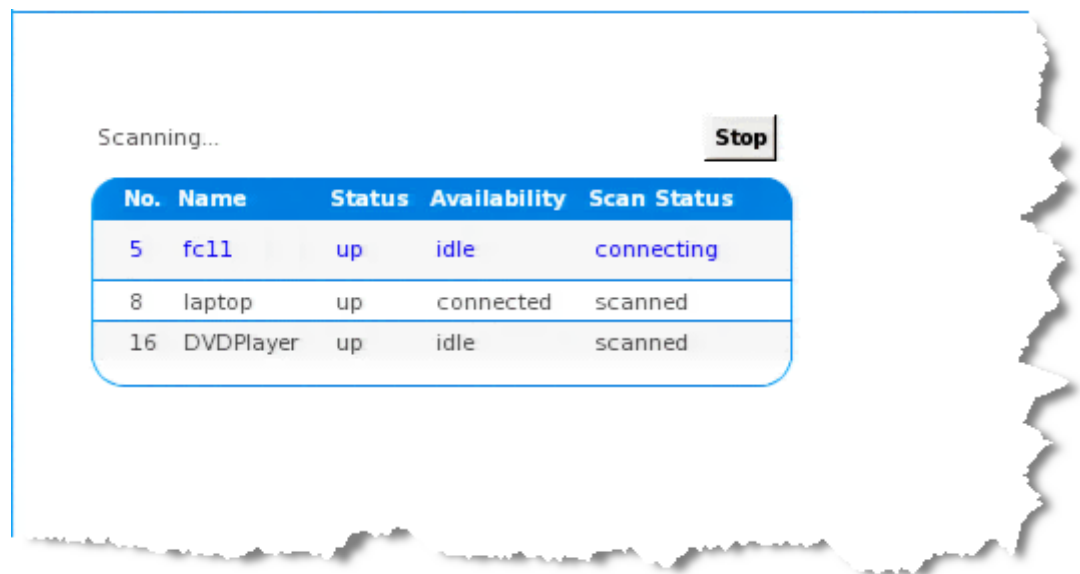 Scanning...
Stop
No. Name Status Availability Scan Status
5 fc11 up idle connecting
8 laptop up connected scanned
16 DVDPlayer up idle scanned